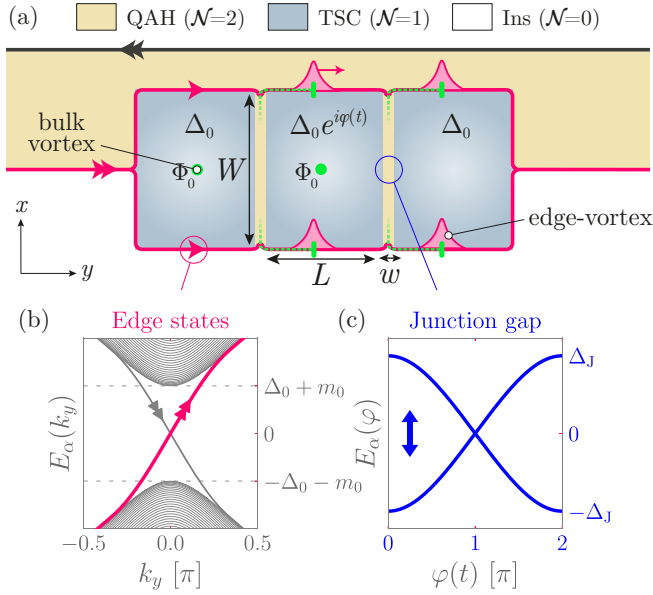 (a) QAH (𝒩=2) TSC (𝒩=1) Ins (𝒩=0)
Δ₀ Δ₀e^{iφ(t)} Δ₀
bulk
vortex
Φ₀ W Φ₀
edge-vortex
x
y
L w
(b) Edge states (c) Junction gap
E_α(k_y)
Δ₀ + m₀
0
−Δ₀ − m₀
−0.5 0.0 0.5
k_y [π]
E_α(φ)
Δ_J
0
−Δ_J
0 1 2
φ(t) [π]